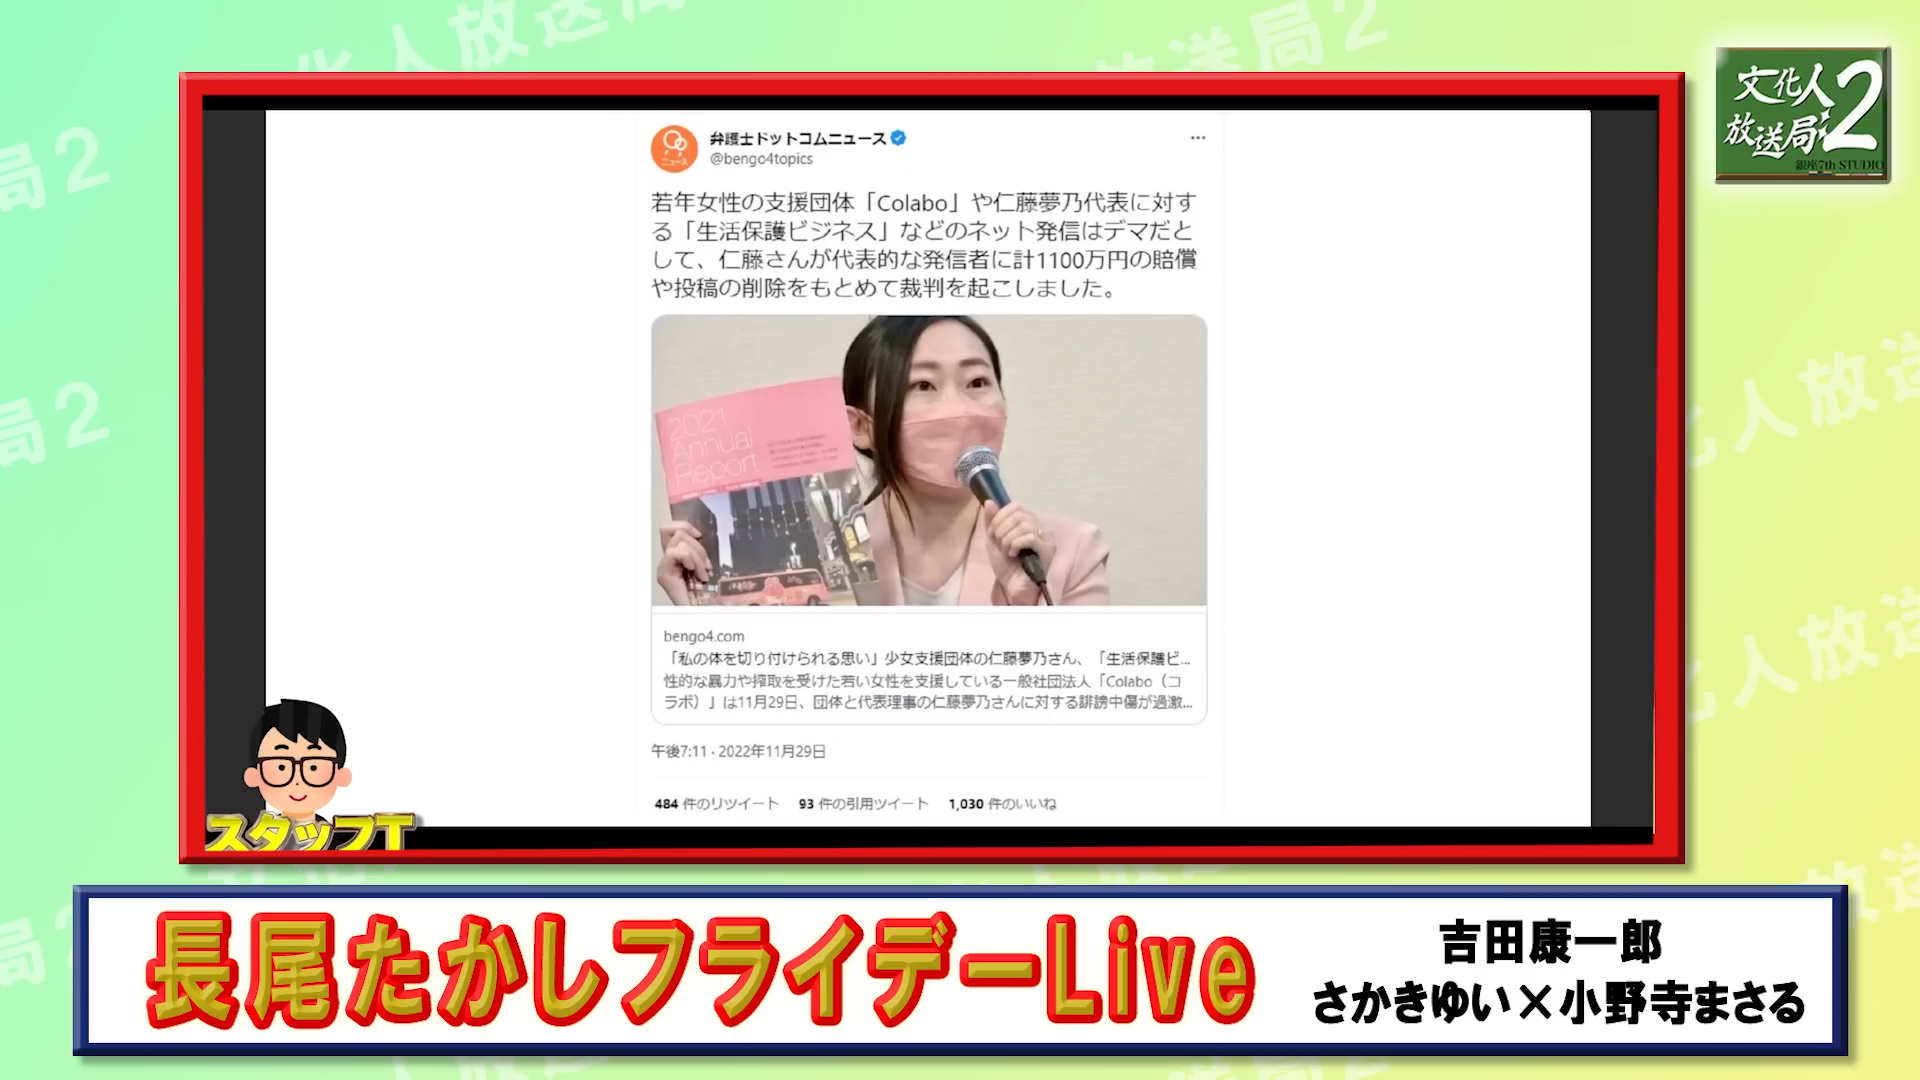 文化人
放送局
2
銀座7th STUDIO
弁護士ドットコムニュース
@bengo4topics
若年女性の支援団体「Colabo」や仁藤夢乃代表に対す
る「生活保護ビジネス」などのネット発信はデマだと
して、仁藤さんが代表的な発信者に計1100万円の賠償
や投稿の削除をもとめて裁判を起こしました。
2021
Annual
Report
bengo4.com
「私の体を切り付けられる思い」少女支援団体の仁藤夢乃さん、「生活保護ビ...
性的な暴力や搾取を受けた若い女性を支援している一般社団法人「Colabo（コ
ラボ）」は11月29日、団体と代表理事の仁藤夢乃さんに対する誹謗中傷が過激...
午後7:11 · 2022年11月29日
484 件のリツイート 93 件の引用ツイート 1,030 件のいいね
スタッフT
長尾たかしフライデーLive
吉田康一郎
さかきゆい×小野寺まさる